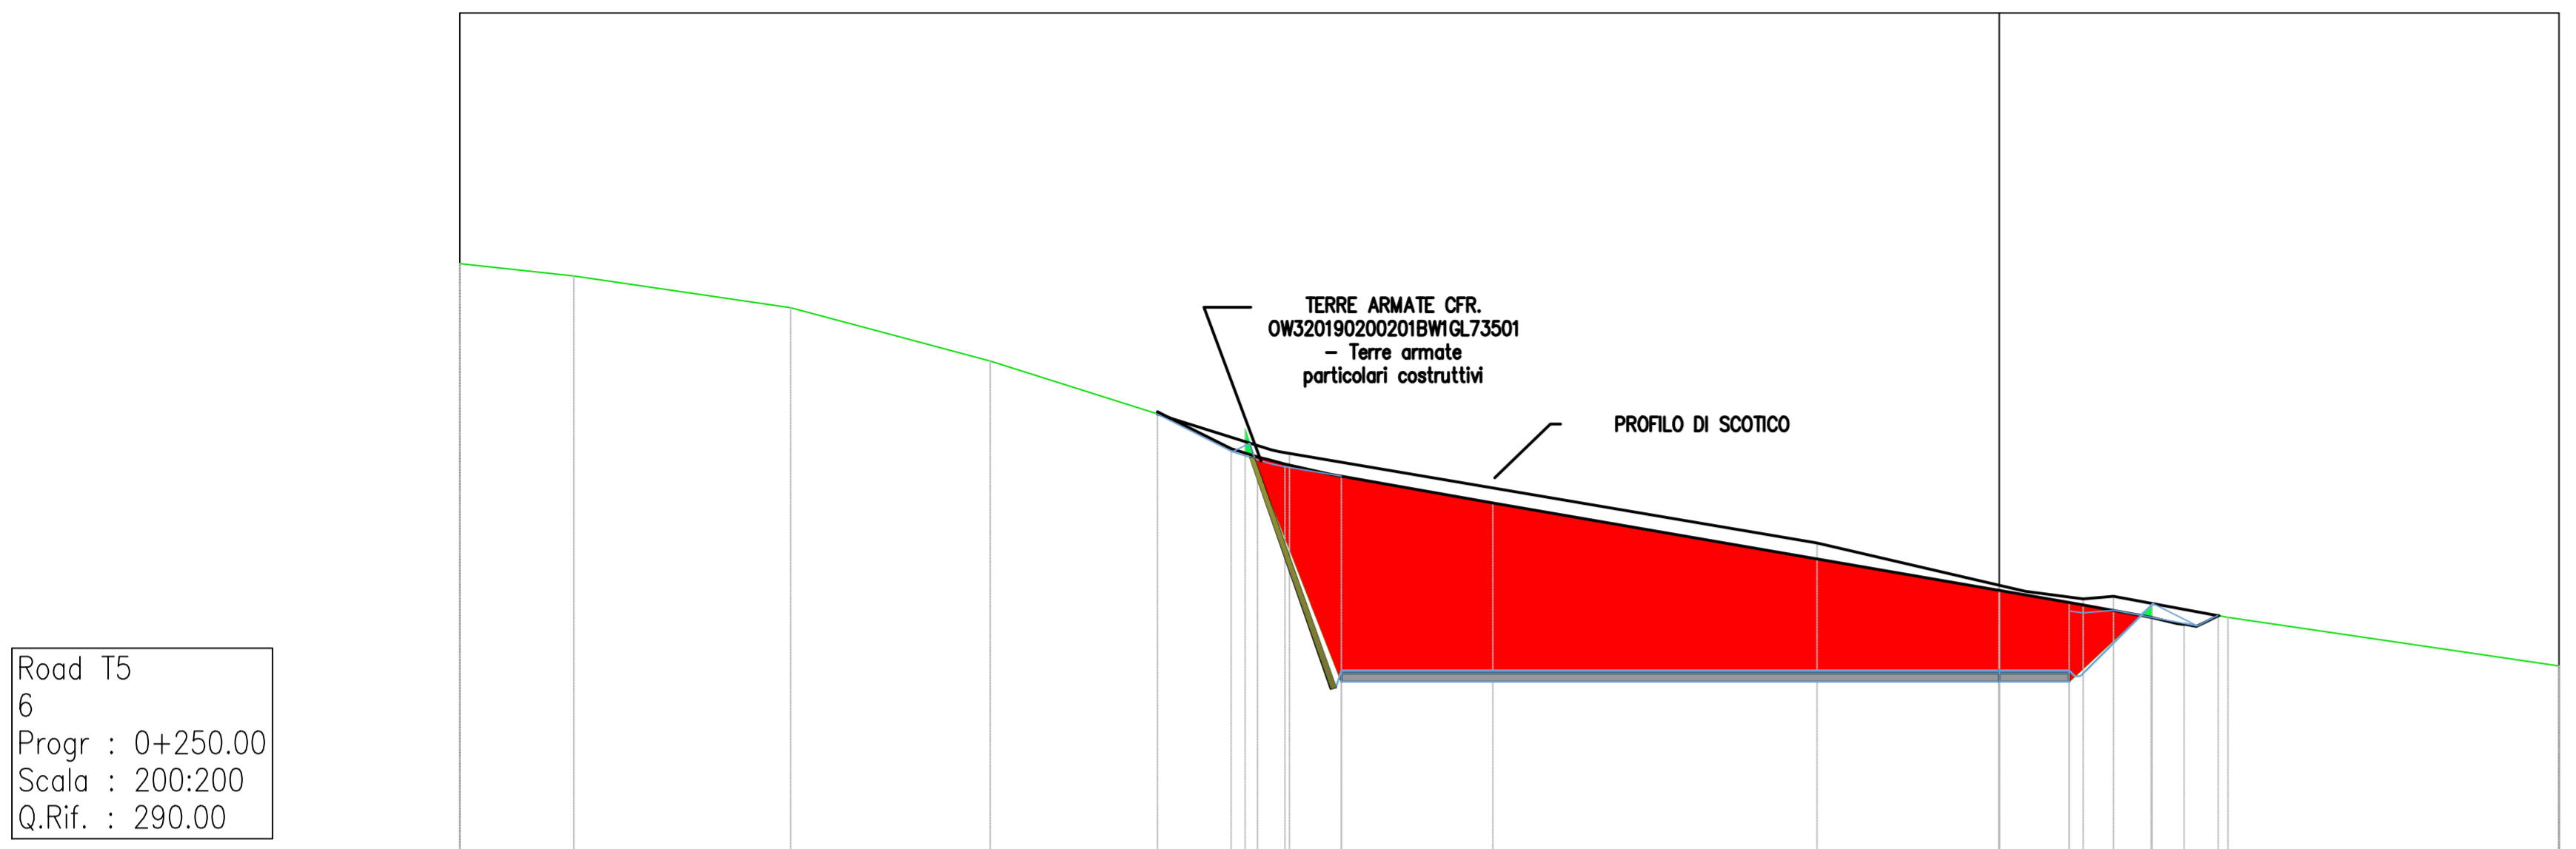 TERRE ARMATE CFR.
OW320190200201BW1GL73501
- Terre armate
particolari costruttivi
PROFILO DI SCOTICO
Road T5
6
Progr : 0+250.00
Scala : 200:200
Q.Rif. : 290.00